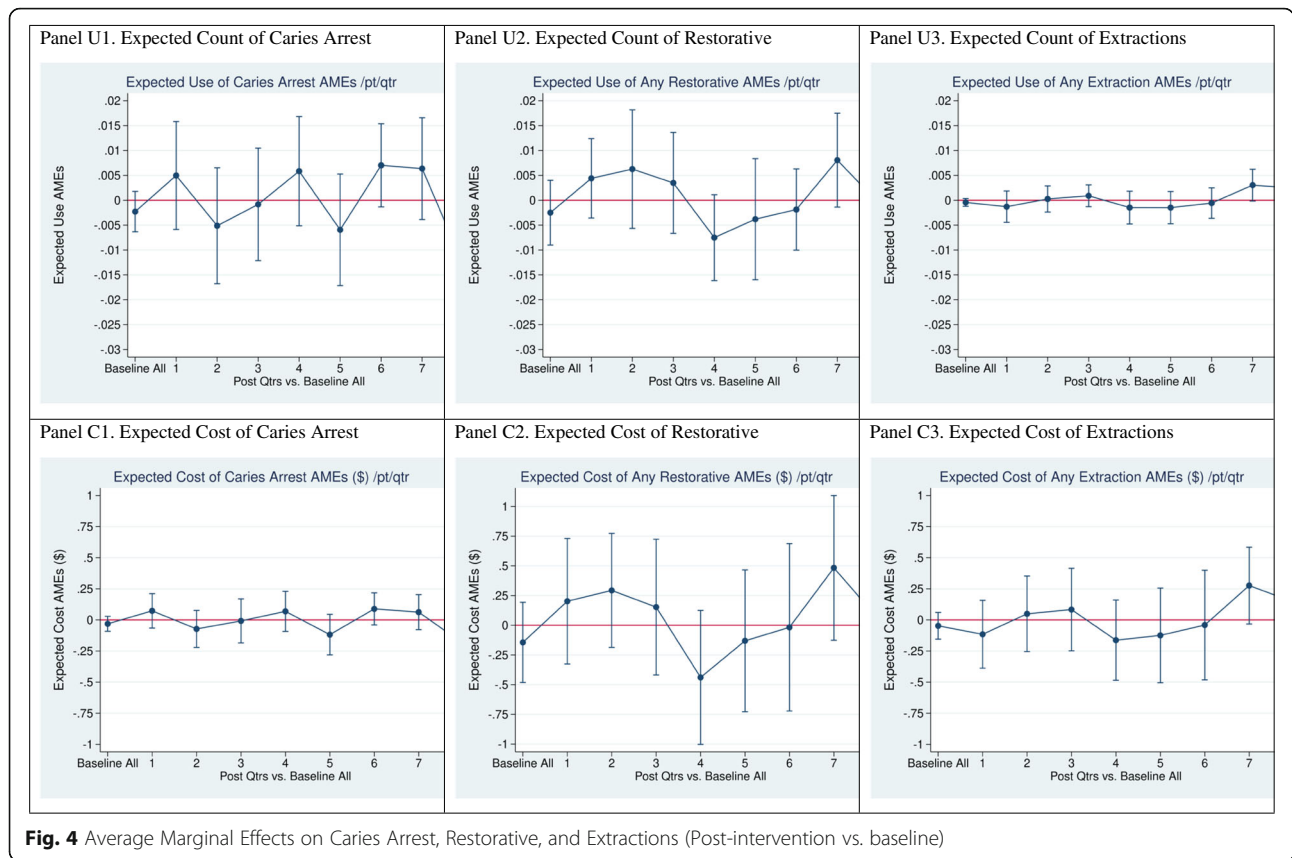 Panel U1. Expected Count of Caries Arrest
Expected Use of Caries Arrest AMEs /pt/qtr
Expected Use AMEs
.02
.015
.01
.005
0
-.005
-.01
-.015
-.02
-.025
-.03
Baseline All 1 2 3 4 5 6 7
Post Qtrs vs. Baseline All
Panel U2. Expected Count of Restorative
Expected Use of Any Restorative AMEs /pt/qtr
Expected Use AMEs
.02
.015
.01
.005
0
-.005
-.01
-.015
-.02
-.025
-.03
Baseline All 1 2 3 4 5 6 7
Post Qtrs vs. Baseline All
Panel U3. Expected Count of Extractions
Expected Use of Any Extraction AMEs /pt/qtr
Expected Use AMEs
.02
.015
.01
.005
0
-.005
-.01
-.015
-.02
-.025
-.03
Baseline All 1 2 3 4 5 6 7
Post Qtrs vs. Baseline All
Panel C1. Expected Cost of Caries Arrest
Expected Cost of Caries Arrest AMEs ($) /pt/qtr
Expected Cost AMEs ($)
1
.75
.5
.25
0
-.25
-.5
-.75
-1
Baseline All 1 2 3 4 5 6 7
Post Qtrs vs. Baseline All
Panel C2. Expected Cost of Restorative
Expected Cost of Any Restorative AMEs ($) /pt/qtr
Expected Cost AMEs ($)
1
.75
.5
.25
0
-.25
-.5
-.75
-1
Baseline All 1 2 3 4 5 6 7
Post Qtrs vs. Baseline All
Panel C3. Expected Cost of Extractions
Expected Cost of Any Extraction AMEs ($) /pt/qtr
Expected Cost AMEs ($)
1
.75
.5
.25
0
-.25
-.5
-.75
-1
Baseline All 1 2 3 4 5 6 7
Post Qtrs vs. Baseline All
Fig. 4 Average Marginal Effects on Caries Arrest, Restorative, and Extractions (Post-intervention vs. baseline)